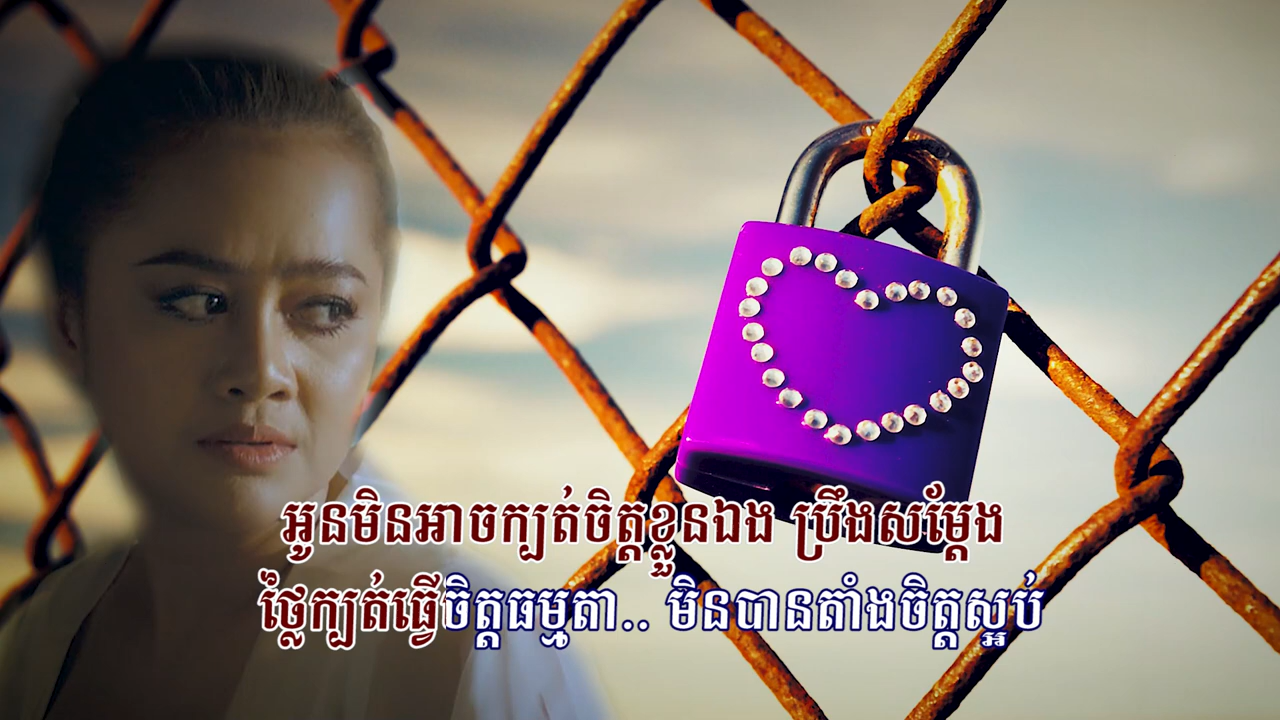 អូនមិនអាចក្បត់ចិត្តខ្លួនឯង ប្រឹងសម្តែង
ថ្លៃក្បត់ធ្វើចិត្តធម្មតា.. មិនបានតាំងចិត្តស្អប់